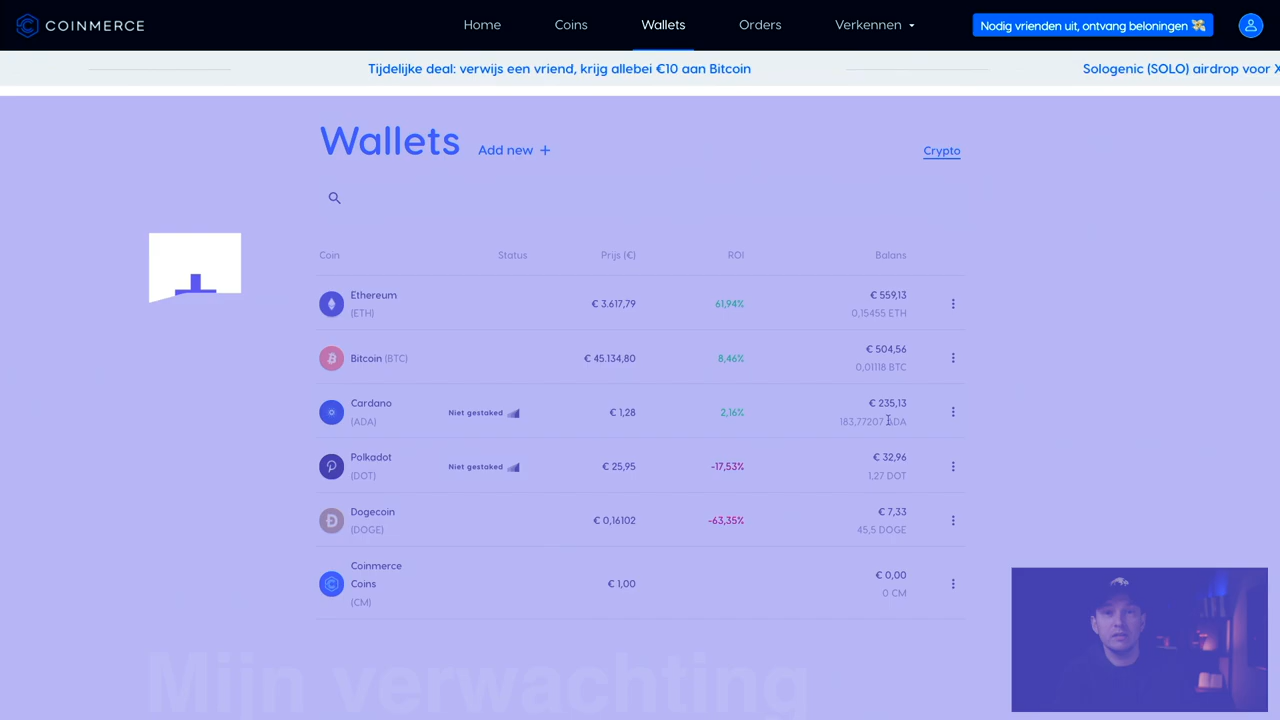 COINMERCE
Home
Coins
Wallets
Orders
Verkennen
Nodig vrienden uit, ontvang beloningen 💸
Tijdelijke deal: verwijs een vriend, krijg allebei €10 aan Bitcoin
Sologenic (SOLO) airdrop voor X
Wallets
Add new +
Crypto
Coin Status Prijs (€) ROI Balans
Ethereum
(ETH)
€ 3.617,79
61,94%
€ 559,13
0,15455 ETH
Bitcoin (BTC)
€ 45.134,80
8,46%
€ 504,56
0,01118 BTC
Cardano
(ADA)
Niet gestaked
€ 1,28
2,16%
€ 235,13
183,77207 ADA
Polkadot
(DOT)
Niet gestaked
€ 25,95
-17,53%
€ 32,96
1,27 DOT
Dogecoin
(DOGE)
€ 0,16102
-63,35%
€ 7,33
45,5 DOGE
Coinmerce
Coins
(CM)
€ 1,00
€ 0,00
0 CM
Mijn verwachting